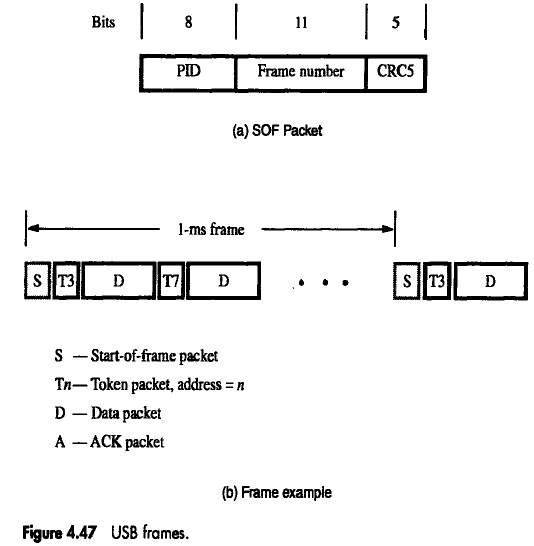 Bits 8 11 5
PID Frame number CRC5
(a) SOF Packet
1-ms frame
S T3 D T7 D . . . S T3 D
S — Start-of-frame packet
Tn— Token packet, address = n
D — Data packet
A — ACK packet
(b) Frame example
Figure 4.47 USB frames.